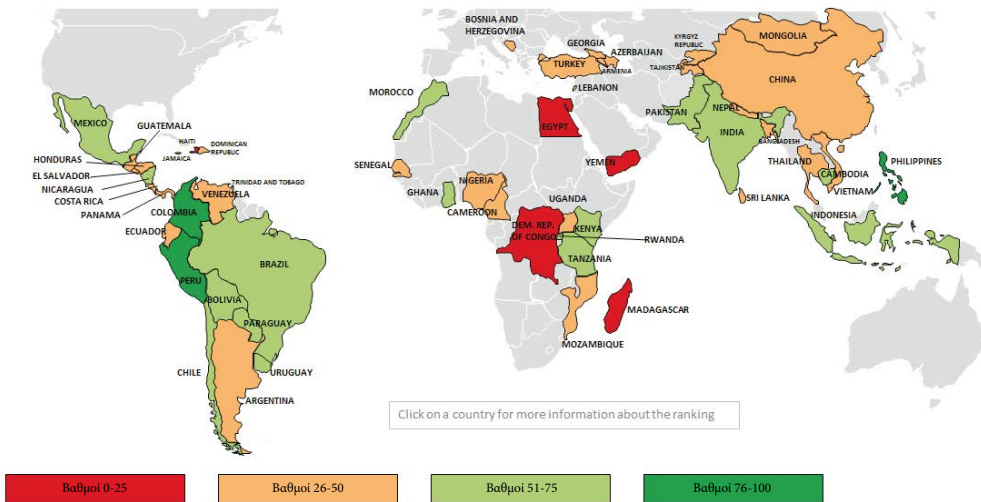 BOSNIA AND
HERZEGOVINA
GEORGIA
AZERBAIJAN
KYRGYZ
REPUBLIC
MONGOLIA
TURKEY
ARMENIA
TAJIKISTAN
CHINA
LEBANON
MOROCCO
MEXICO
GUATEMALA
HAITI
DOMINICAN
REPUBLIC
JAMAICA
EGYPT
PAKISTAN
NEPAL
INDIA
BANGLADESH
HONDURAS
EL SALVADOR
NICARAGUA
COSTA RICA
PANAMA
TRINIDAD AND TOBAGO
VENEZUELA
SENEGAL
YEMEN
THAILAND
CAMBODIA
PHILIPPINES
VIETNAM
SRI LANKA
NIGERIA
GHANA
CAMEROON
UGANDA
COLOMBIA
ECUADOR
DEM. REP.
OF CONGO
KENYA
RWANDA
INDONESIA
TANZANIA
BRAZIL
PERU
BOLIVIA
PARAGUAY
MADAGASCAR
MOZAMBIQUE
CHILE
URUGUAY
ARGENTINA
Click on a country for more information about the ranking
Βαθμοί 0-25
Βαθμοί 26-50
Βαθμοί 51-75
Βαθμοί 76-100